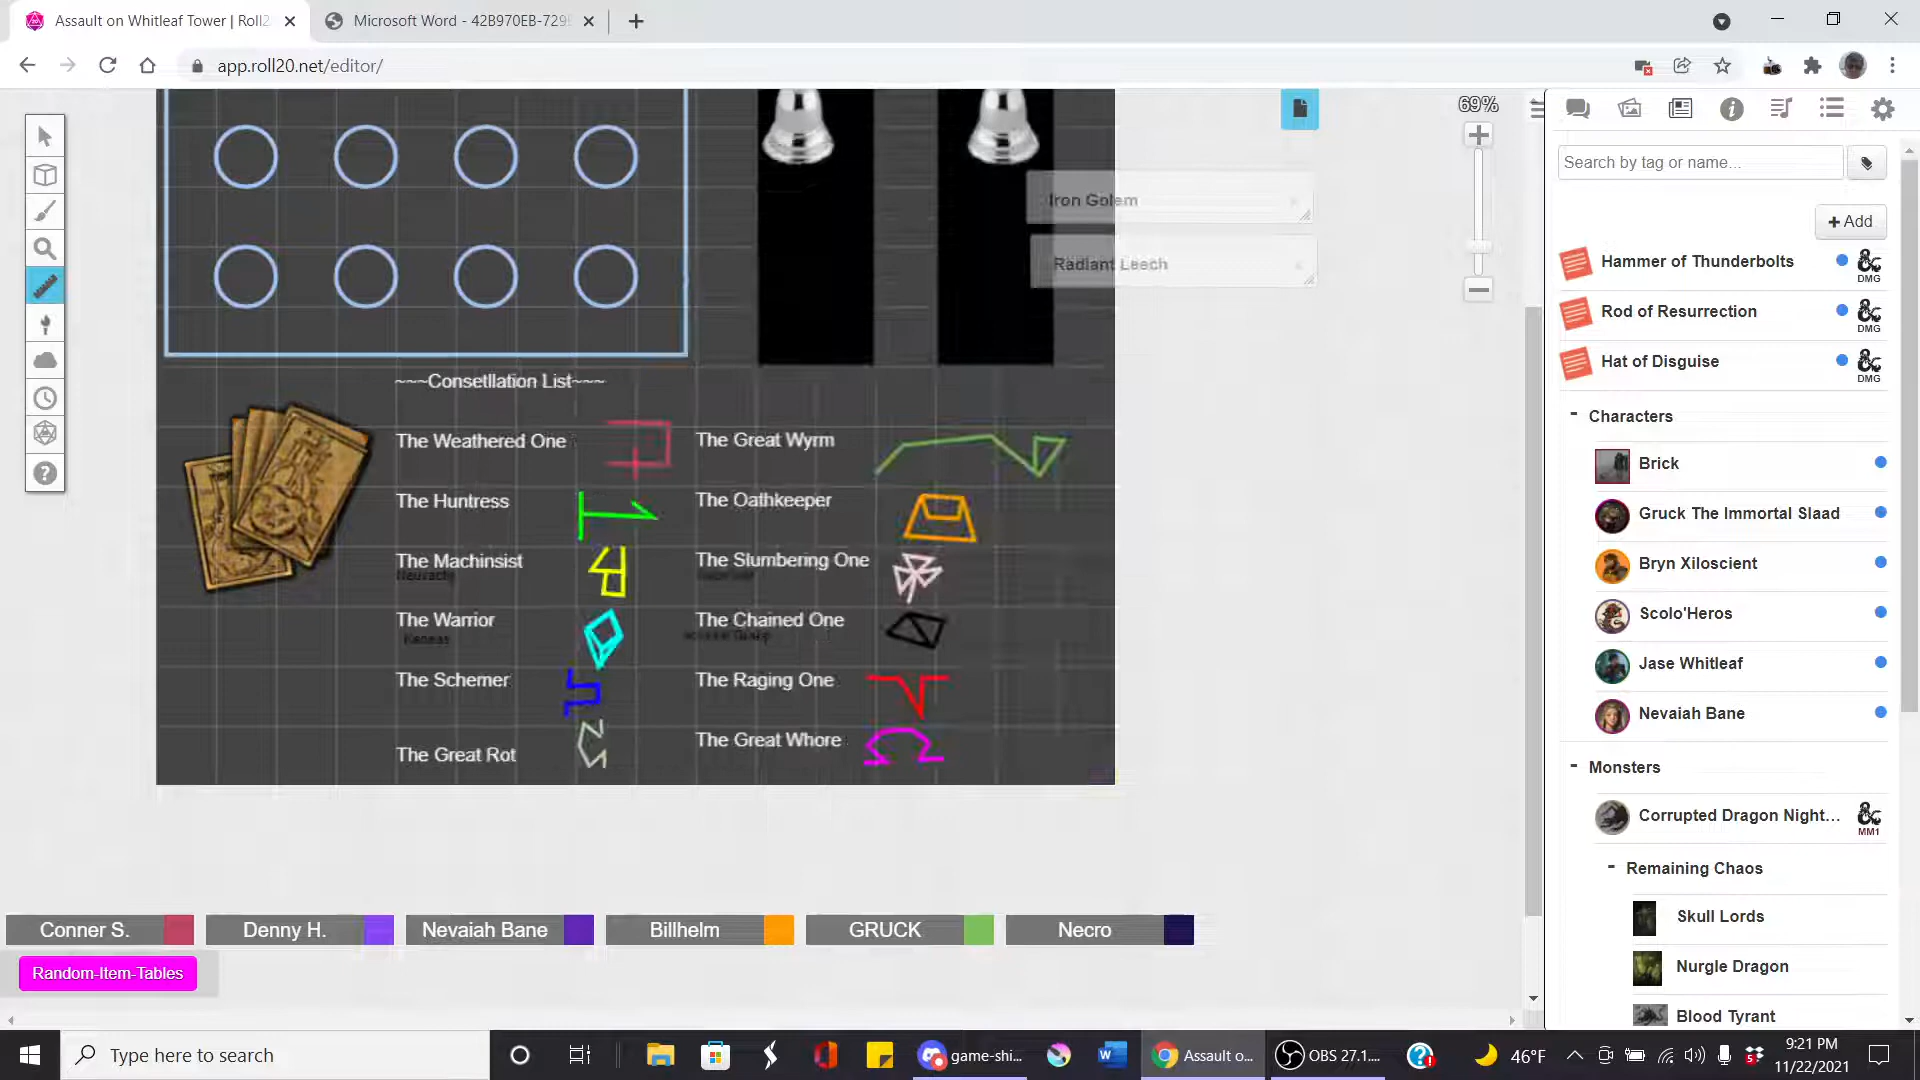 Assault on Whitleaf Tower | Roll2
Microsoft Word - 42B970EB-729
app.roll20.net/editor/
69%
Search by tag or name...
Iron Golem
Add
Radiant Leech
Hammer of Thunderbolts
DMG
Rod of Resurrection
DMG
Hat of Disguise
DMG
~~~Consetllation List~~~
Characters
The Weathered One
The Great Wyrm
Brick
The Huntress
The Oathkeeper
Gruck The Immortal Slaad
The Machinsist
The Slumbering One
Bryn Xiloscient
The Warrior
The Chained One
Scolo'Heros
The Schemer
The Raging One
Jase Whitleaf
The Great Rot
The Great Whore
Nevaiah Bane
Monsters
Corrupted Dragon Night...
MM1
Remaining Chaos
Skull Lords
Nurgle Dragon
Blood Tyrant
Conner S.
Denny H.
Nevaiah Bane
Billhelm
GRUCK
Necro
Random-Item-Tables
Type here to search
game-shi...
Assault o...
OBS 27.1....
46°F
9:21 PM
11/22/2021